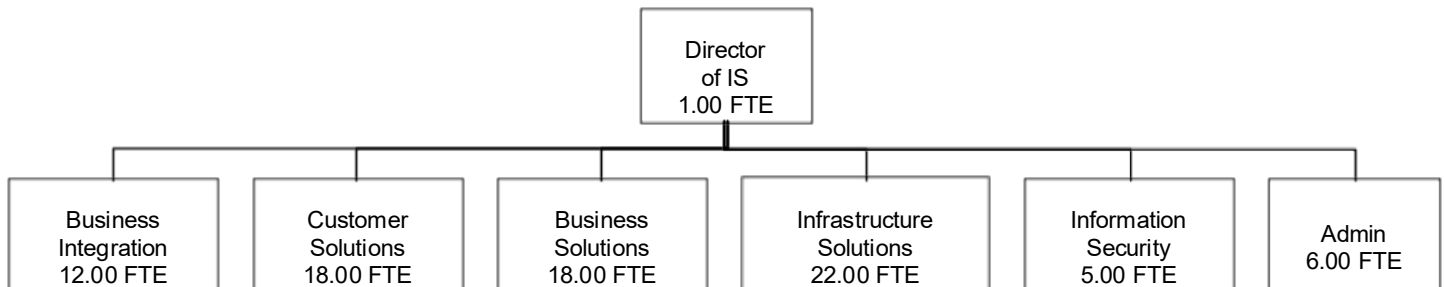 Director
of IS
1.00 FTE
Business
Integration
12.00 FTE
Customer
Solutions
18.00 FTE
Business
Solutions
18.00 FTE
Infrastructure
Solutions
22.00 FTE
Information
Security
5.00 FTE
Admin
6.00 FTE